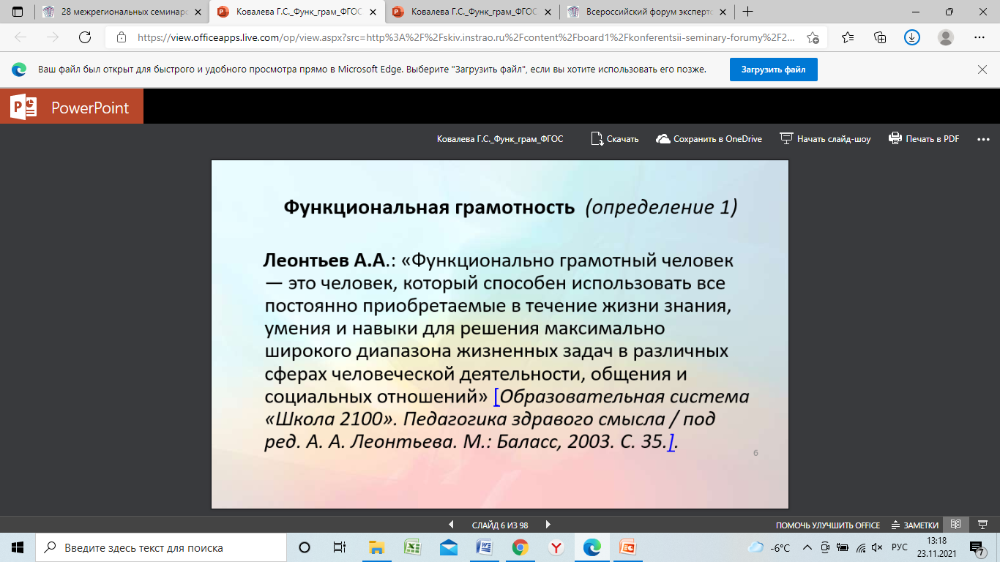 28 межрегиональных семинаро
Ковалева Г.С._Функ_грам_ФГОС
Ковалева Г.С._Функ_грам_ФГОС
Всероссийский форум эксперто
https://view.officeapps.live.com/op/view.aspx?src=http%3A%2F%2Fskiv.instrao.ru%2Fcontent%2Fboard1%2Fkonferentsii-seminary-forumy%2F2...
Ваш файл был открыт для быстрого и удобного просмотра прямо в Microsoft Edge. Выберите "Загрузить файл", если вы хотите использовать его позже.
Загрузить файл
PowerPoint
Ковалева Г.С._Функ_грам_ФГОС
Скачать
Сохранить в OneDrive
Начать слайд-шоу
Печать в PDF
Функциональная грамотность (определение 1)
Леонтьев А.А.: «Функционально грамотный человек
— это человек, который способен использовать все
постоянно приобретаемые в течение жизни знания,
умения и навыки для решения максимально
широкого диапазона жизненных задач в различных
сферах человеческой деятельности, общения и
социальных отношений» [Образовательная система
«Школа 2100». Педагогика здравого смысла / под
ред. А. А. Леонтьева. М.: Баласс, 2003. С. 35.].
6
СЛАЙД 6 ИЗ 98
ПОМОЧЬ УЛУЧШИТЬ OFFICE
ЗАМЕТКИ
Введите здесь текст для поиска
-6°C
РУС
13:18
23.11.2021
7